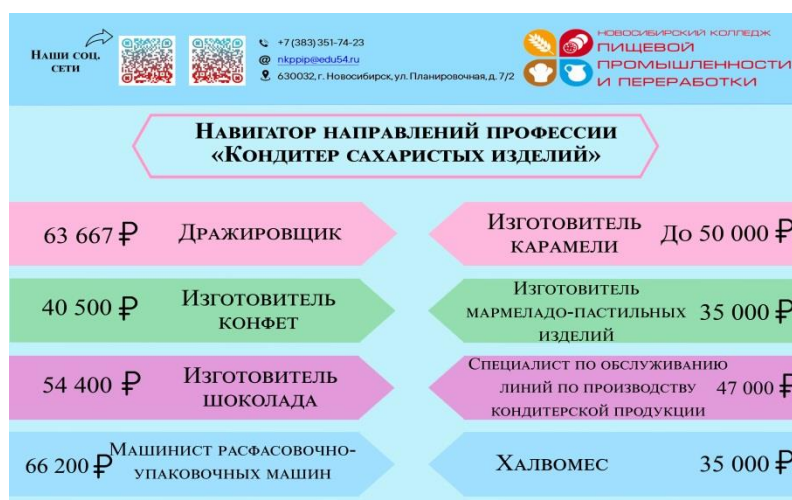 Наши соц.
сети
+7 (383) 351-74-23
nkppip@edu54.ru
630032, г. Новосибирск, ул. Планировочная, д. 7/2
НОВОСИБИРСКИЙ КОЛЛЕДЖ
ПИЩЕВОЙ
ПРОМЫШЛЕННОСТИ
И ПЕРЕРАБОТКИ
Навигатор направлений профессии
«Кондитер сахаристых изделий»
63 667 ₽ Дражировщик
Изготовитель
карамели До 50 000 ₽
40 500 ₽ Изготовитель
конфет
Изготовитель
мармеладо-пастильных 35 000 ₽
изделий
54 400 ₽ Изготовитель
шоколада
Специалист по обслуживанию
линий по производству 47 000 ₽
кондитерской продукции
66 200 ₽ Машинист расфасовочно-
упаковочных машин
Халвомес 35 000 ₽